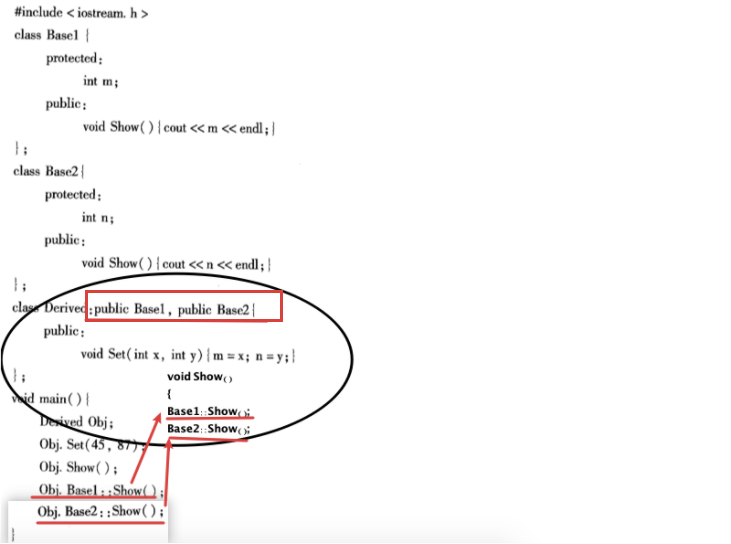 #include < iostream. h >
class Base1 {
protected:
int m;
public:
void Show( ) { cout << m << endl; }
};
class Base2 {
protected:
int n;
public:
void Show( ) { cout << n << endl; }
};
class Derived:public Base1, public Base2 {
public:
void Set( int x, int y) { m = x; n = y; }
};
void Show()
{
Base1::Show();
Base2::Show();
void main( ) {
Derived Obj;
Obj. Set(45, 87);
Obj. Show( );
Obj. Base1::Show( );
Obj. Base2::Show( );
}